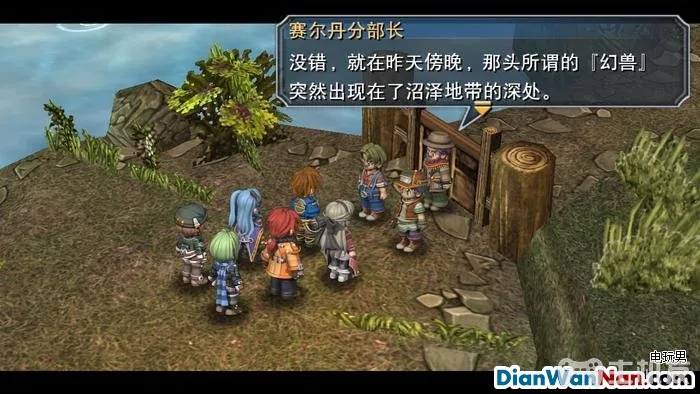 赛尔丹分部长
没错，就在昨天傍晚，那头所谓的『幻兽』
突然出现在了沼泽地带的深处。
电玩男
DianWanNan.com